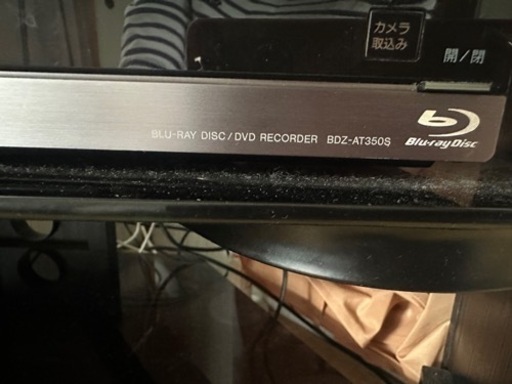 カメラ
取込み
開/閉
BLU-RAY DISC/DVD RECORDER BDZ-AT350S
Blu-ray Disc